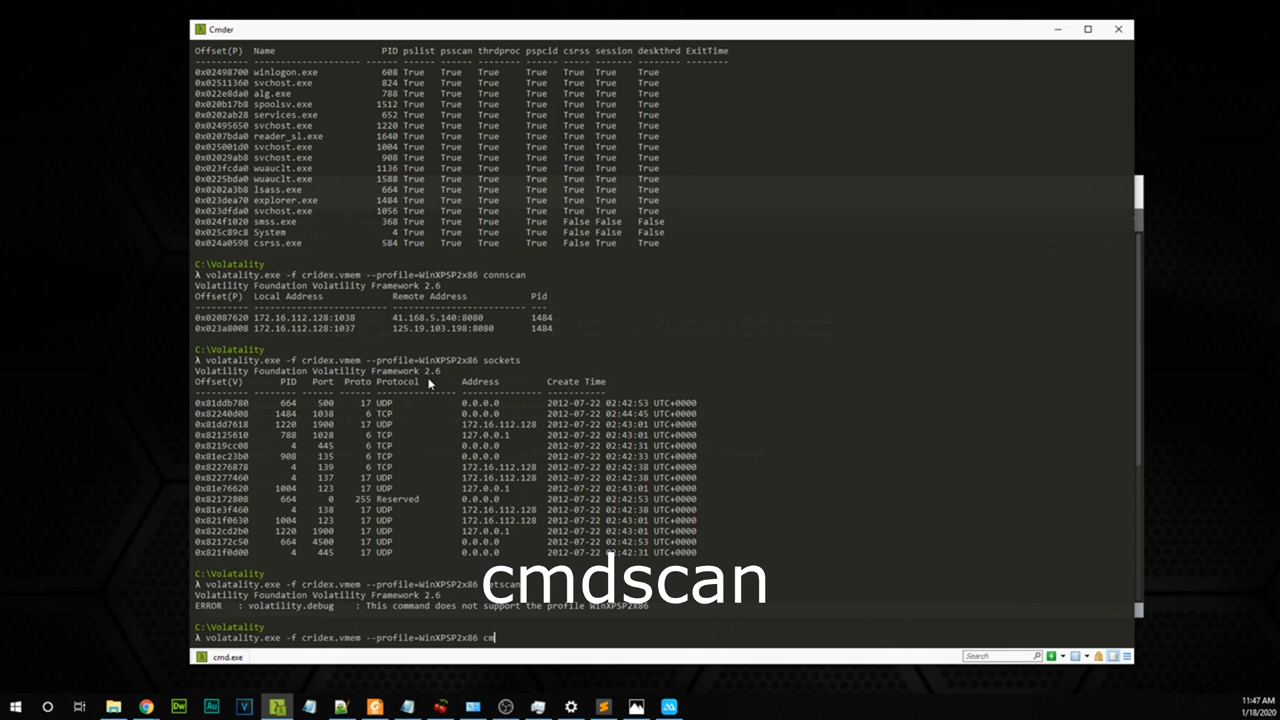 Cmder
Offset(P) Name PID pslist psscan thrdproc pspcid csrss session deskthrd ExitTime
---------- -------------------- ------ ------ ------ -------- ------ ----- ------- -------- --------
0x02498700 winlogon.exe 608 True True True True True True True
0x02511360 svchost.exe 824 True True True True True True True
0x022e8da0 alg.exe 788 True True True True True True True
0x020b17b8 spoolsv.exe 1512 True True True True True True True
0x0202ab28 services.exe 652 True True True True True True True
0x02495650 svchost.exe 1220 True True True True True True True
0x0207bda0 reader_sl.exe 1640 True True True True True True True
0x025001d0 svchost.exe 1004 True True True True True True True
0x02029ab8 svchost.exe 908 True True True True True True True
0x023fcda0 wuauclt.exe 1136 True True True True True True True
0x0225bda0 wuauclt.exe 1588 True True True True True True True
0x0202a3b8 lsass.exe 664 True True True True True True True
0x023dea70 explorer.exe 1484 True True True True True True True
0x023dfda0 svchost.exe 1056 True True True True True True True
0x024f1020 smss.exe 368 True True True True False False False
0x025c89c8 System 4 True True True True False False False
0x024a0598 csrss.exe 584 True True True True False True True
C:\Volatality
λ volatality.exe -f cridex.vmem --profile=WinXPSP2x86 connscan
Volatility Foundation Volatility Framework 2.6
Offset(P) Local Address Remote Address Pid
---------- ------------------------- ------------------------- ---
0x02087620 172.16.112.128:1038 41.168.5.140:8080 1484
0x023a8008 172.16.112.128:1037 125.19.103.198:8080 1484
C:\Volatality
λ volatality.exe -f cridex.vmem --profile=WinXPSP2x86 sockets
Volatility Foundation Volatility Framework 2.6
Offset(V) PID Port Proto Protocol Address Create Time
---------- -------- ------ ------ --------------- --------------- -----------
0x81ddb780 664 500 17 UDP 0.0.0.0 2012-07-22 02:42:53 UTC+0000
0x82240d08 1484 1038 6 TCP 0.0.0.0 2012-07-22 02:44:45 UTC+0000
0x81dd7618 1220 1900 17 UDP 172.16.112.128 2012-07-22 02:43:01 UTC+0000
0x82125610 788 1028 6 TCP 127.0.0.1 2012-07-22 02:43:01 UTC+0000
0x8219cc08 4 445 6 TCP 0.0.0.0 2012-07-22 02:42:31 UTC+0000
0x81ec23b0 908 135 6 TCP 0.0.0.0 2012-07-22 02:42:33 UTC+0000
0x82276878 4 139 6 TCP 172.16.112.128 2012-07-22 02:42:38 UTC+0000
0x82277460 4 137 17 UDP 172.16.112.128 2012-07-22 02:42:38 UTC+0000
0x81e76620 1004 123 17 UDP 127.0.0.1 2012-07-22 02:43:01 UTC+0000
0x82172808 664 0 255 Reserved 0.0.0.0 2012-07-22 02:42:53 UTC+0000
0x81e3f460 4 138 17 UDP 172.16.112.128 2012-07-22 02:42:38 UTC+0000
0x821f0630 1004 123 17 UDP 172.16.112.128 2012-07-22 02:43:01 UTC+0000
0x822cd2b0 1220 1900 17 UDP 127.0.0.1 2012-07-22 02:43:01 UTC+0000
0x82172c50 664 4500 17 UDP 0.0.0.0 2012-07-22 02:42:53 UTC+0000
0x821f0d00 4 445 17 UDP 0.0.0.0 2012-07-22 02:42:31 UTC+0000
C:\Volatality
λ volatality.exe -f cridex.vmem --profile=WinXPSP2x86
cmdscan
Volatility Foundation Volatility Framework 2.6
ERROR : volatility.debug : This command does not support the profile WinXPSP2x86
C:\Volatality
λ volatality.exe -f cridex.vmem --profile=WinXPSP2x86 cm
cmd.exe
Search
Dw
Au
V
11:47 AM
1/18/2020